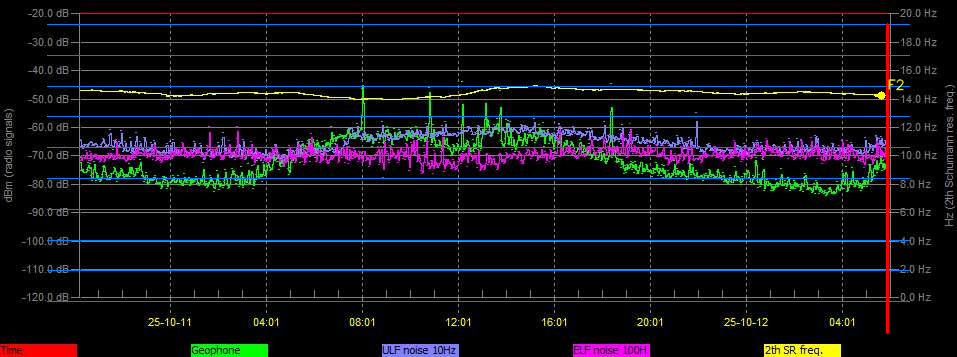 -20.0 dB 20.0 Hz
-30.0 dB 18.0 Hz
-40.0 dB 16.0 Hz
F2
-50.0 dB 14.0 Hz
-60.0 dB 12.0 Hz
-70.0 dB 10.0 Hz
-80.0 dB 8.0 Hz
-90.0 dB 6.0 Hz
-100.0 dB 4.0 Hz
-110.0 dB 2.0 Hz
-120.0 dB 0.0 Hz
dBm (radio signals)
Hz (2th Schumann res. freq.)
25-10-11 04:01 08:01 12:01 16:01 20:01 25-10-12 04:01
Time Geophone ULF noise 10Hz ELF noise 100H 2th SR freq.